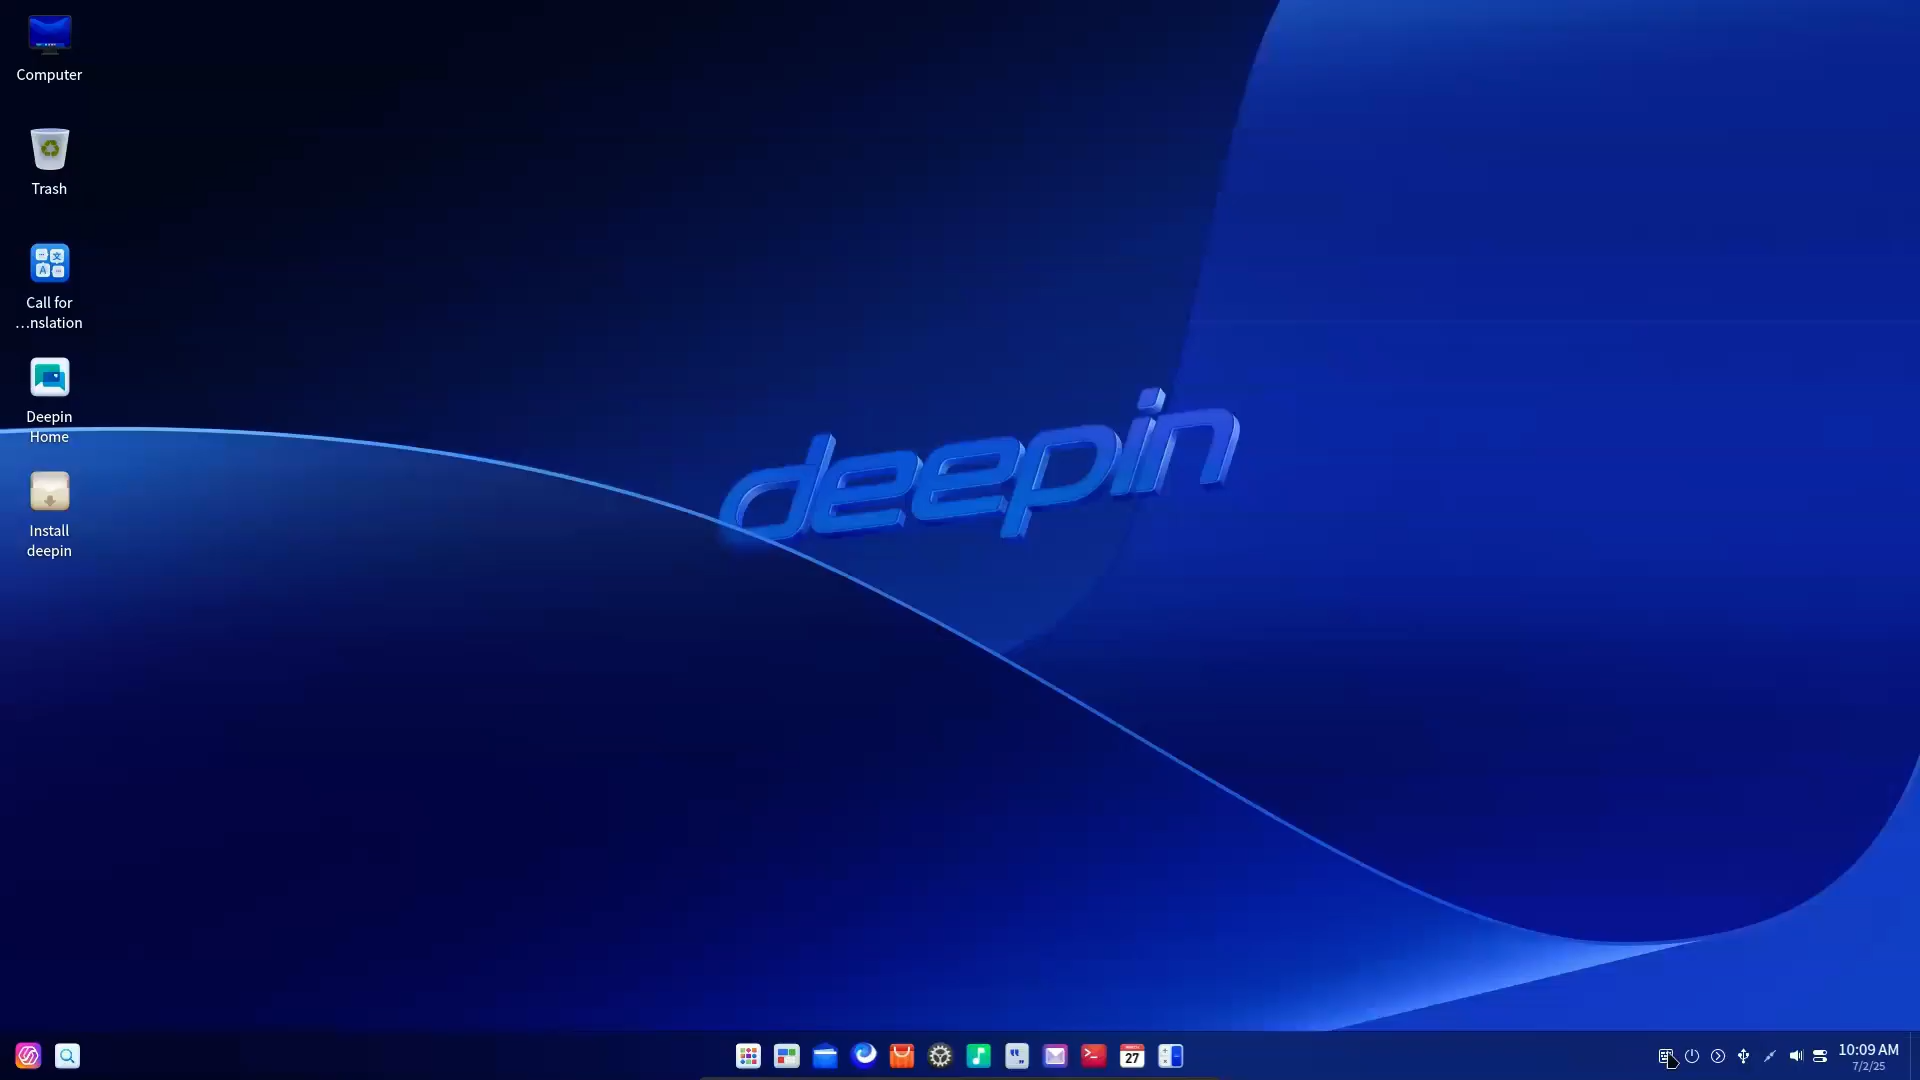 Computer
Trash
Call for
...nslation
Deepin
Home
Install
deepin
deepin
27
10:09 AM
7/2/25